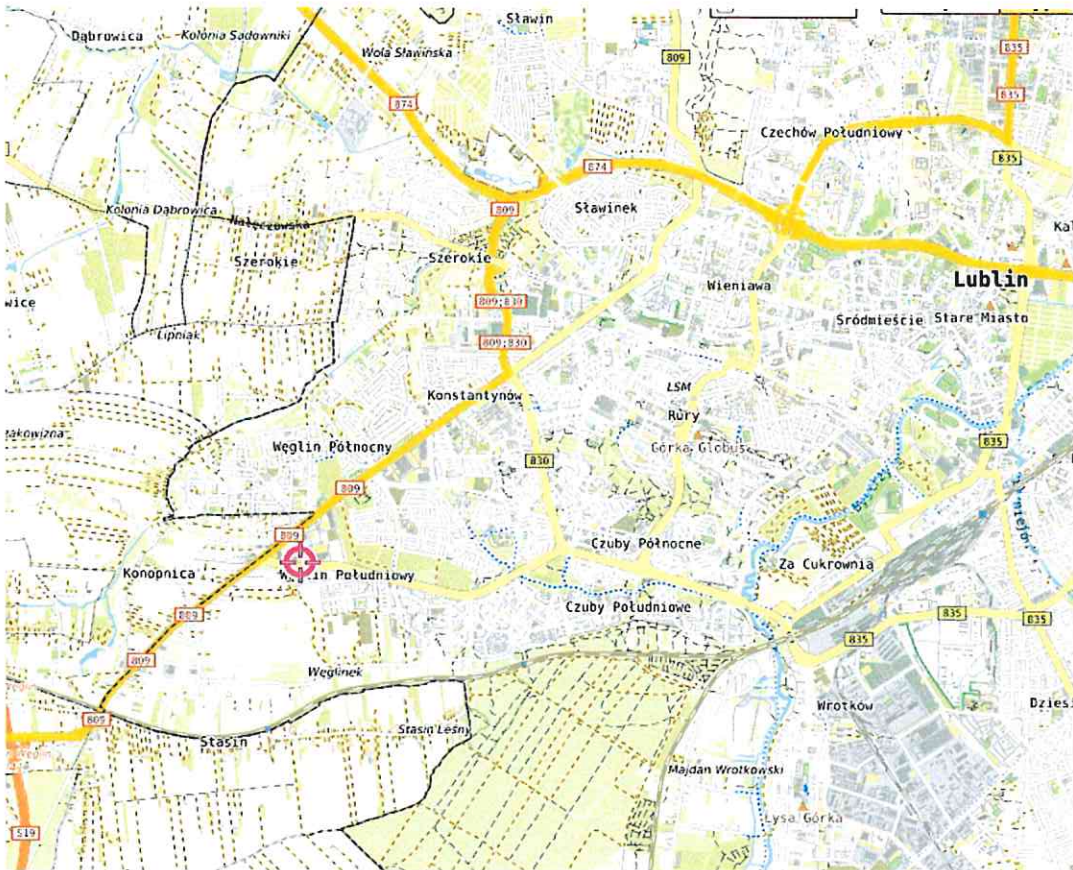 Sławin
Dąbrowica
Kolonia Sadowniki
Wola Sławińska
809
835
835
874
Czechów Południowy
835
874
809
Sławinek
Kolonia Dąbrowica
Nałęczowska
Szerokie
Szerokie
Lublin
Wieniawa
809;830
Śródmieście
Stare Miasto
Lipniak
809;830
LSM
Konstantynów
Rury
Węglin Północny
Górka Globus
835
830
809
809
Czuby Północne
Za Cukrownią
Konopnica
Węglin Południowy
Czuby Południowe
809
835
835
835
809
Węglinek
809
Wrotków
Stasin
Stasin Leśny
Majdan Wrotkowski
Łysa Górka